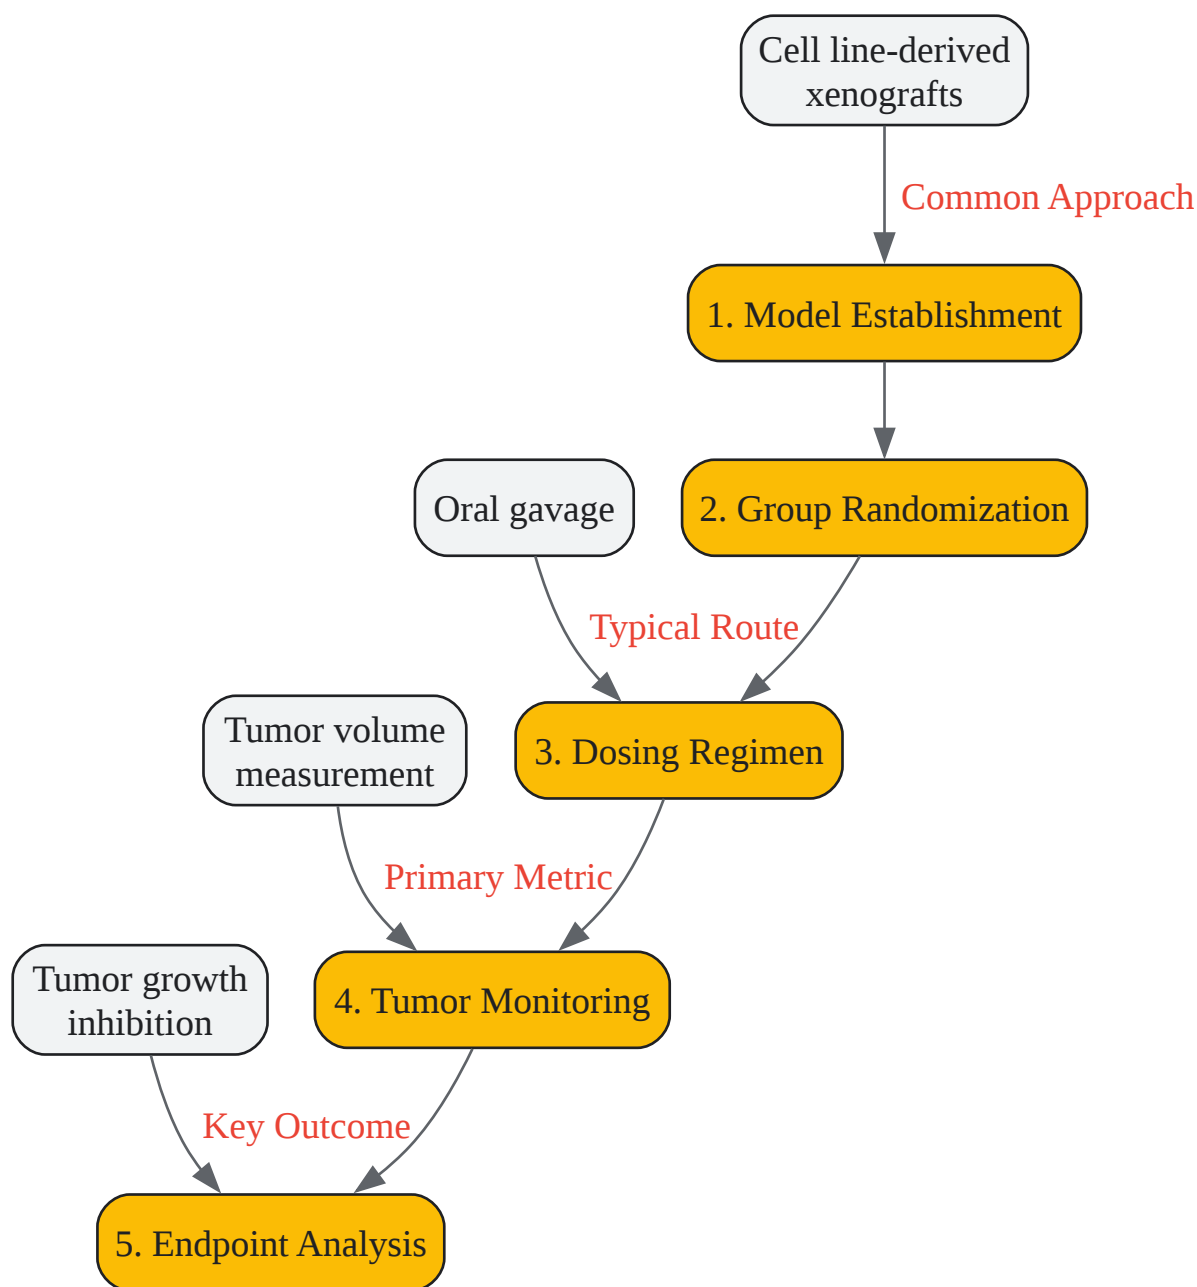 Cell line-derived
xenografts
Common Approach
1. Model Establishment
Oral gavage
2. Group Randomization
Typical Route
Tumor volume
measurement
3. Dosing Regimen
Primary Metric
Tumor growth
inhibition
4. Tumor Monitoring
Key Outcome
5. Endpoint Analysis